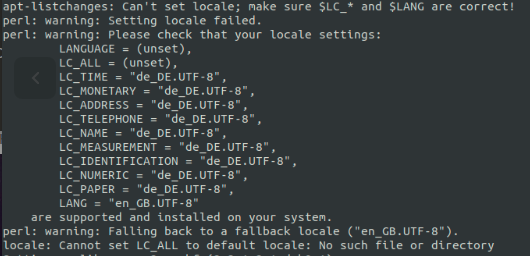 apt-listchanges: Can't set locale; make sure $LC_* and $LANG are correct!
perl: warning: Setting locale failed.
perl: warning: Please check that your locale settings:
LANGUAGE = (unset),
LC_ALL = (unset),
LC_TIME = "de_DE.UTF-8",
LC_MONETARY = "de_DE.UTF-8",
LC_ADDRESS = "de_DE.UTF-8",
LC_TELEPHONE = "de_DE.UTF-8",
LC_NAME = "de_DE.UTF-8",
LC_MEASUREMENT = "de_DE.UTF-8",
LC_IDENTIFICATION = "de_DE.UTF-8",
LC_NUMERIC = "de_DE.UTF-8",
LC_PAPER = "de_DE.UTF-8",
LANG = "en_GB.UTF-8"
are supported and installed on your system.
perl: warning: Falling back to a fallback locale ("en_GB.UTF-8").
locale: Cannot set LC_ALL to default locale: No such file or directory